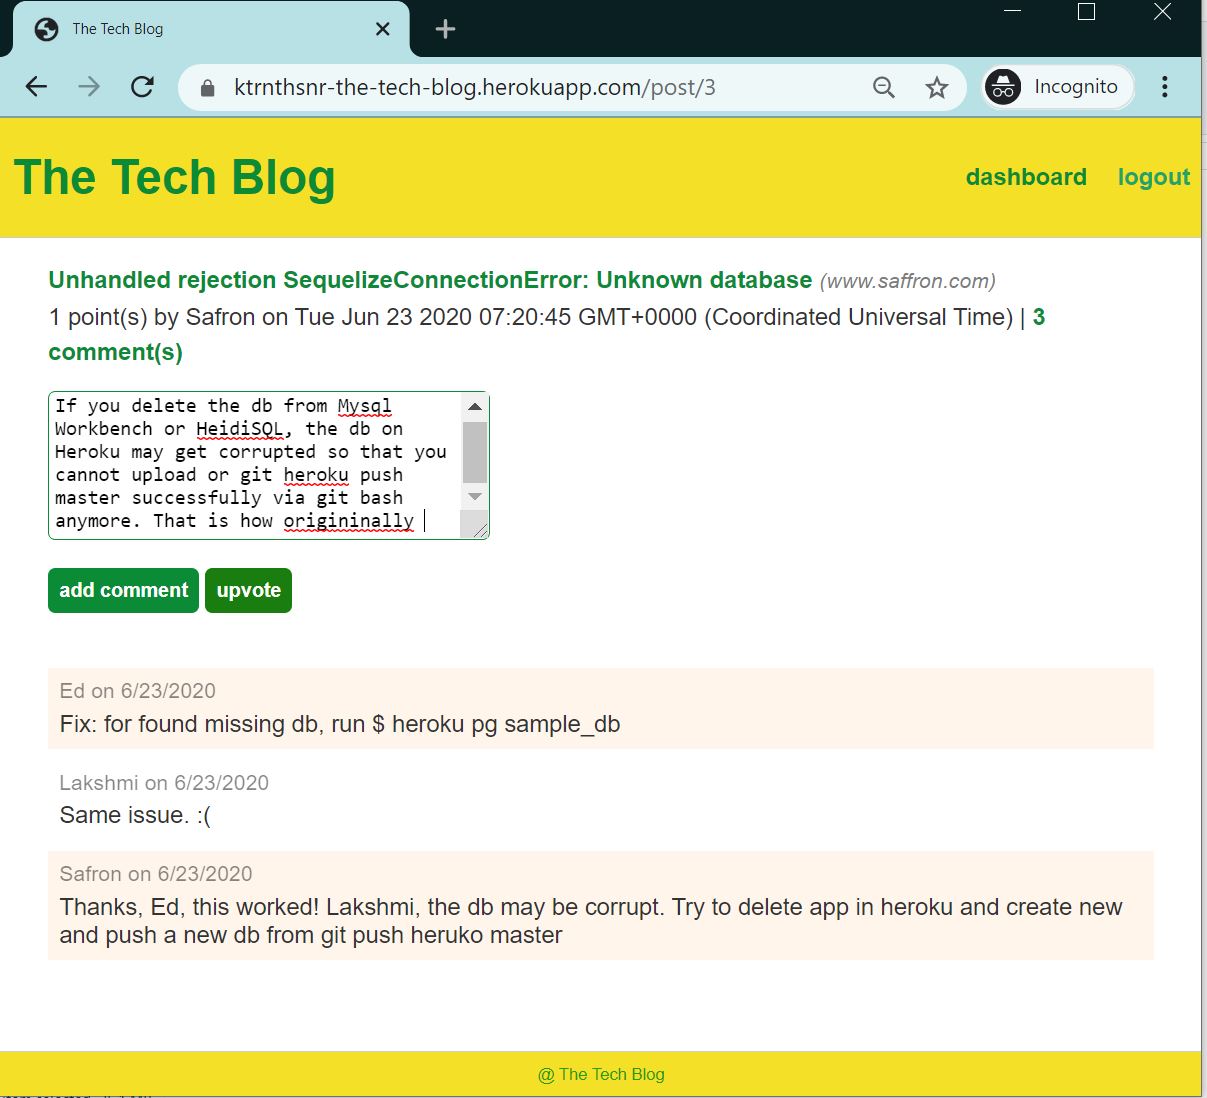 The Tech Blog
ktrnthsnr-the-tech-blog.herokuapp.com/post/3
Incognito
The Tech Blog
dashboard logout
Unhandled rejection SequelizeConnectionError: Unknown database (www.saffron.com)
1 point(s) by Safron on Tue Jun 23 2020 07:20:45 GMT+0000 (Coordinated Universal Time) | 3
comment(s)
If you delete the db from Mysql
Workbench or HeidiSQL, the db on
Heroku may get corrupted so that you
cannot upload or git heroku push
master successfully via git bash
anymore. That is how origininally
add comment upvote
Ed on 6/23/2020
Fix: for found missing db, run $ heroku pg sample_db
Lakshmi on 6/23/2020
Same issue. :(
Safron on 6/23/2020
Thanks, Ed, this worked! Lakshmi, the db may be corrupt. Try to delete app in heroku and create new
and push a new db from git push heruko master
@ The Tech Blog